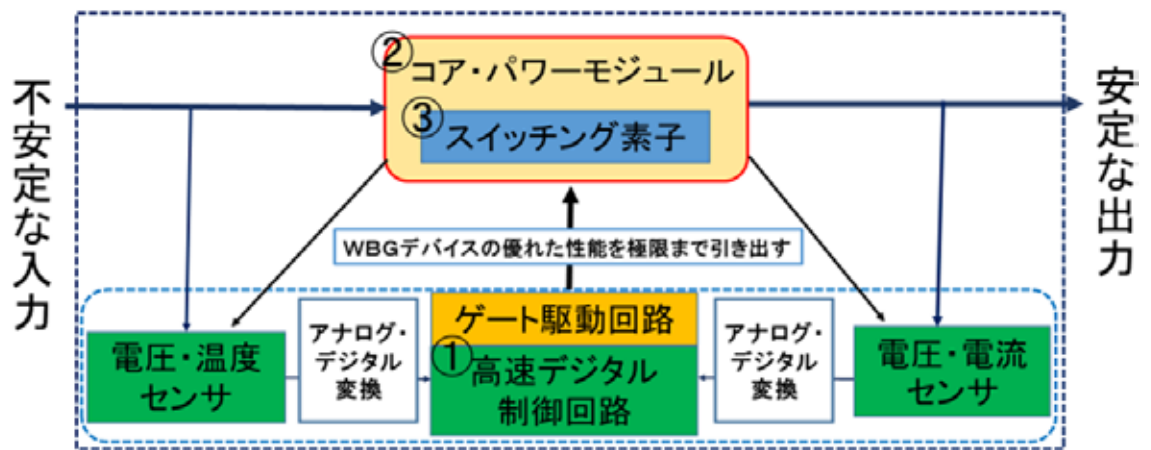 不安定な入力
②
コア・パワーモジュール
③
スイッチング素子
安定な出力
WBGデバイスの優れた性能を極限まで引き出す
電圧・温度
センサ
アナログ・
デジタル
変換
ゲート駆動回路
①
高速デジタル
制御回路
アナログ・
デジタル
変換
電圧・電流
センサ